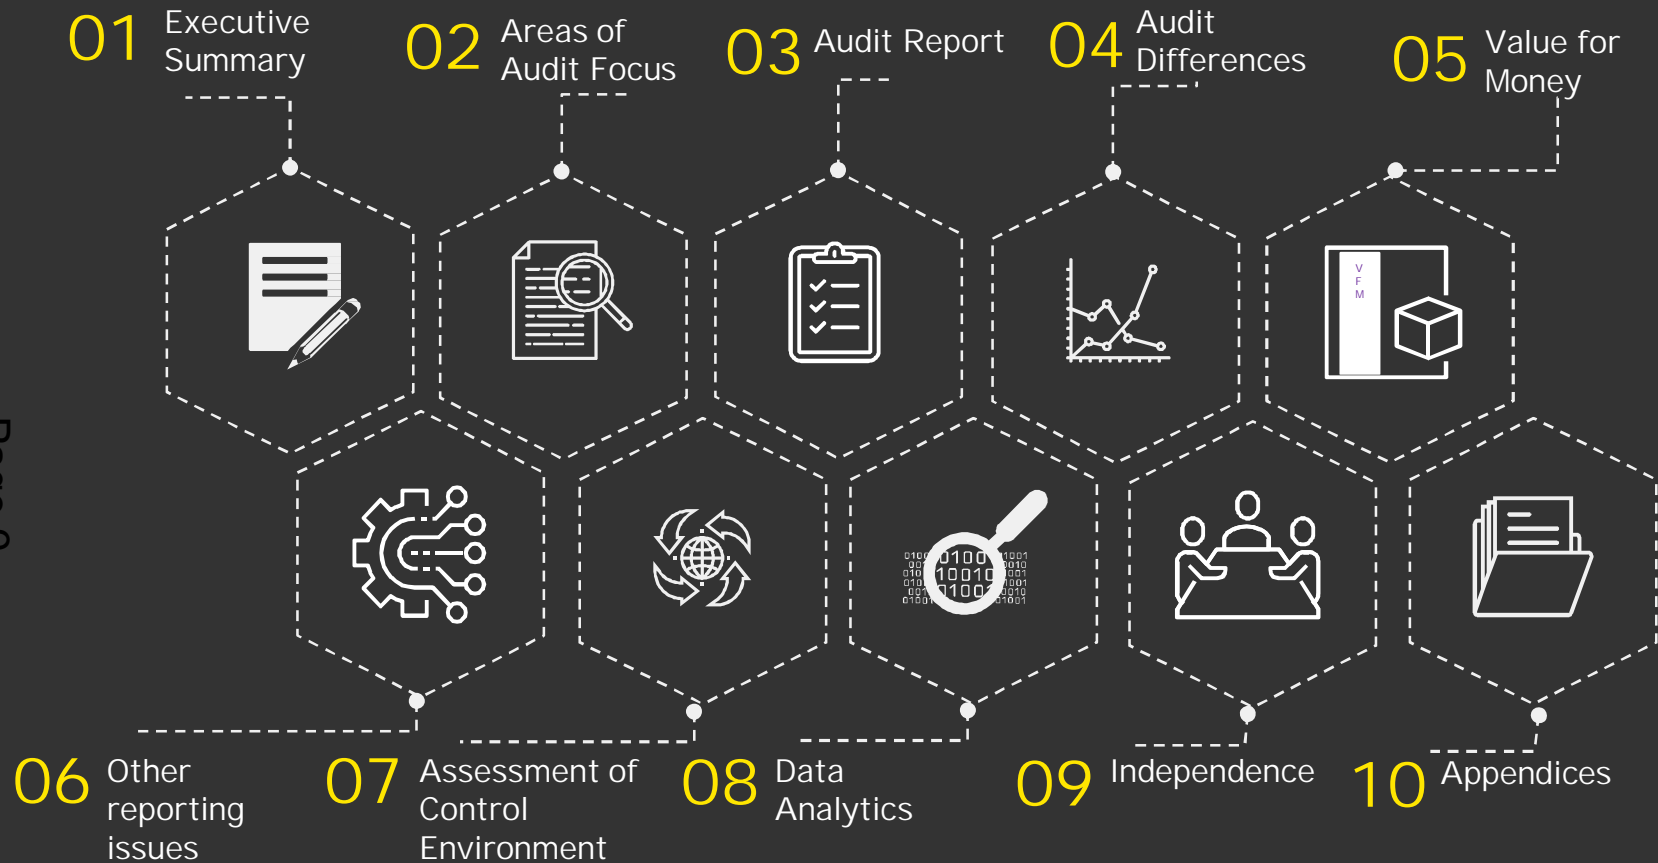 01 Executive
Summary
02 Areas of
Audit Focus
03 Audit Report
04 Audit
Differences
05 Value for
Money
V
F
M
06 Other
reporting
issues
07 Assessment of
Control
Environment
08 Data
Analytics
09 Independence
10 Appendices